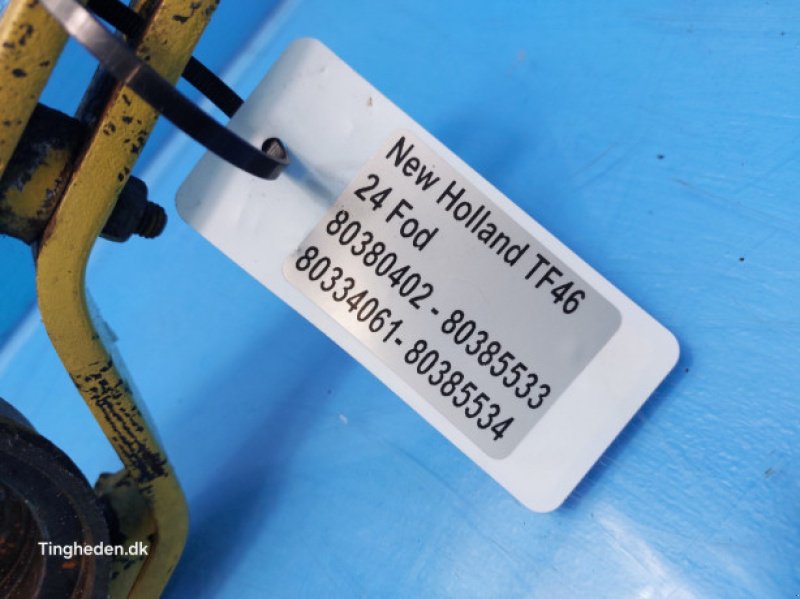 New Holland TF46
24 Fod
80380402 - 80385533
80334061- 80385534
Tingheden.dk